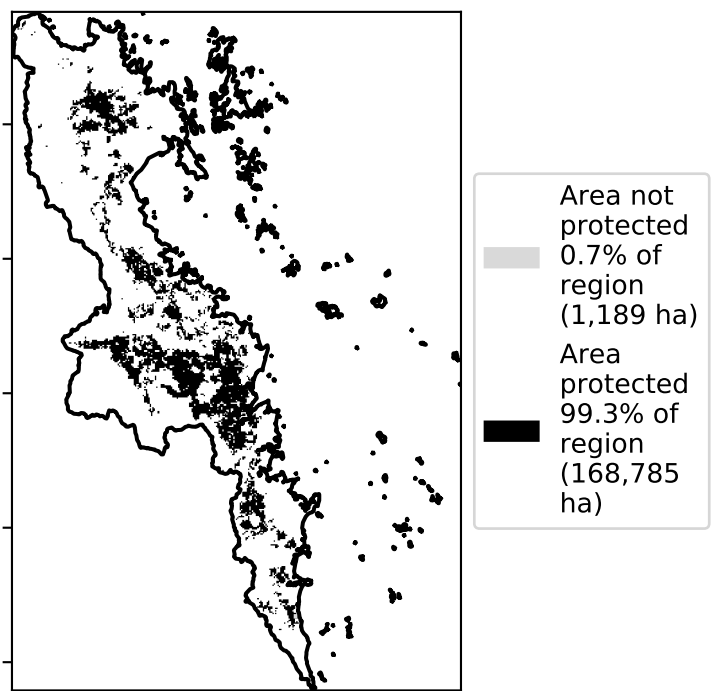 Area not
protected
0.7% of
region
(1,189 ha)
Area
protected
99.3% of
region
(168,785
ha)